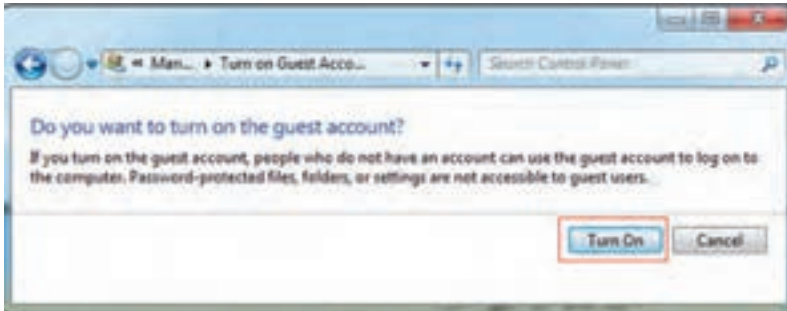 « Man... ▸ Turn on Guest Acco...
Search Control Panel
Do you want to turn on the guest account?
If you turn on the guest account, people who do not have an account can use the guest account to log on to
the computer. Password-protected files, folders, or settings are not accessible to guest users.
Turn On
Cancel